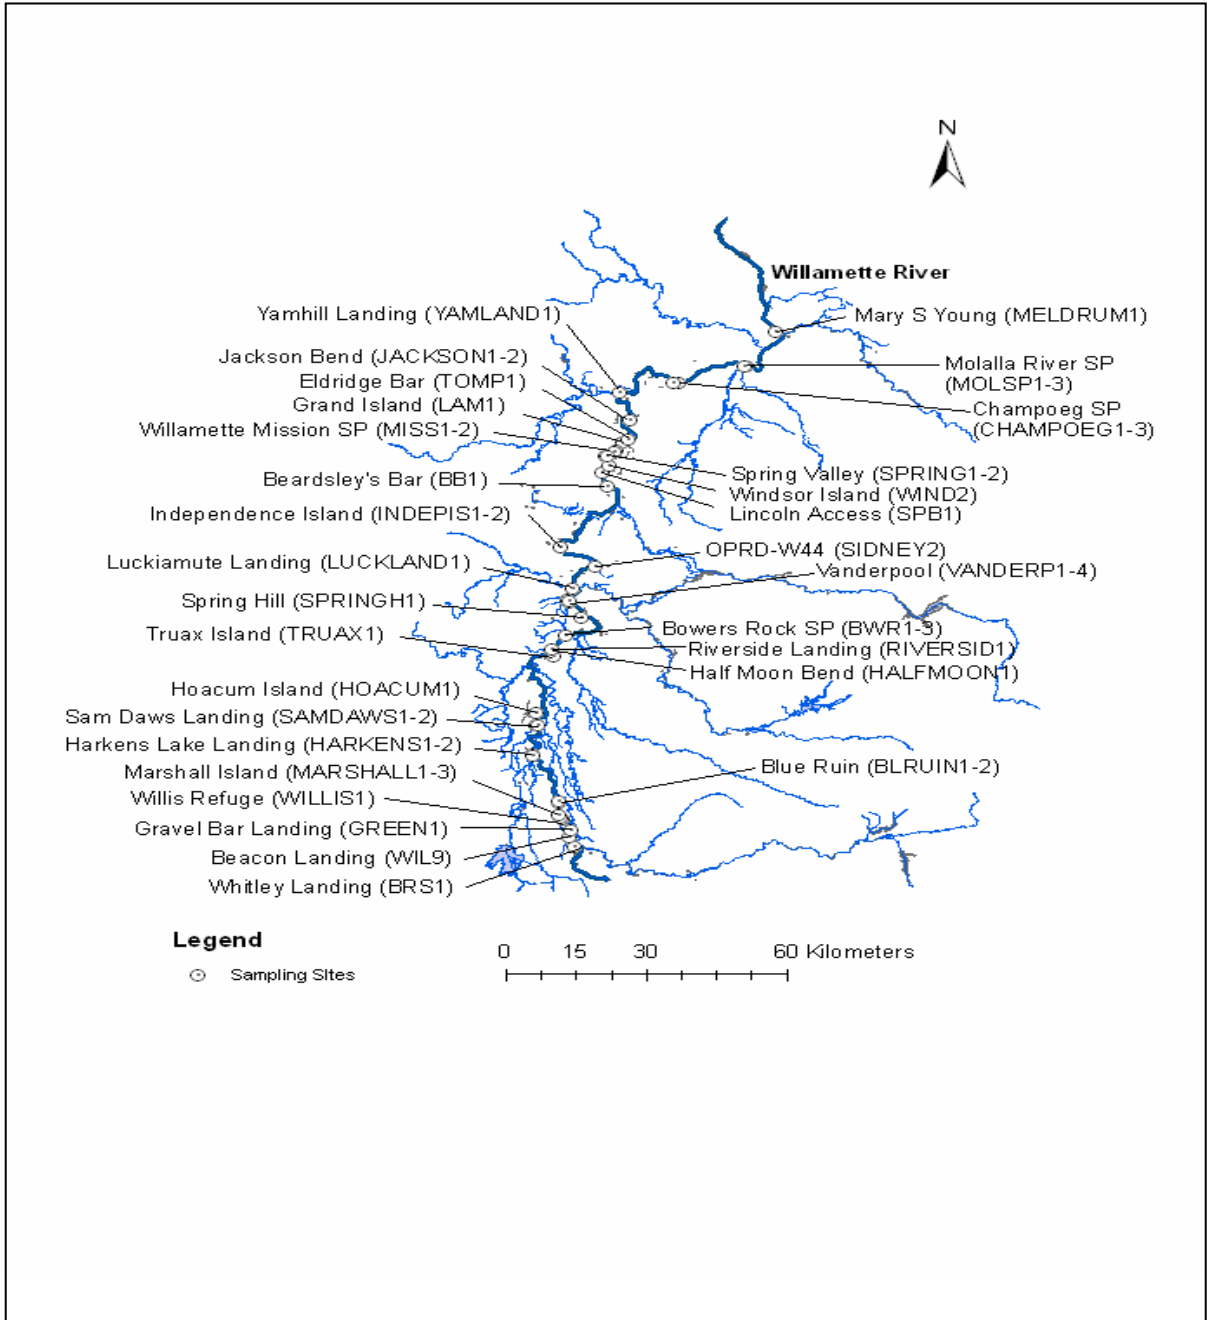 N
Willamette River
Yamhill Landing (YAMLAND1)
Mary S Young (MELDRUM1)
Jackson Bend (JACKSON1-2)
Molalla River SP
(MOLSP1-3)
Eldridge Bar (TOMP1)
Grand Island (LAM1)
Champoeg SP
(CHAMPOEG1-3)
Willamette Mission SP (MISS1-2)
Spring Valley (SPRING1-2)
Beardsley's Bar (BB1)
Windsor Island (WIND2)
Lincoln Access (SPB1)
Independence Island (INDEPIS1-2)
OPRD-W44 (SIDNEY2)
Luckiamute Landing (LUCKLAND1)
Vanderpool (VANDERP1-4)
Spring Hill (SPRINGH1)
Bowers Rock SP (BWR1-3)
Truax Island (TRUAX1)
Riverside Landing (RIVERSID1)
Half Moon Bend (HALFMOON1)
Hoacum Island (HOACUM1)
Sam Daws Landing (SAMDAWS1-2)
Harkens Lake Landing (HARKENS1-2)
Blue Ruin (BLRUIN1-2)
Marshall Island (MARSHALL1-3)
Willis Refuge (WILLIS1)
Gravel Bar Landing (GREEN1)
Beacon Landing (WIL9)
Whitley Landing (BRS1)
Legend
Sampling Sites
0 15 30 60 Kilometers